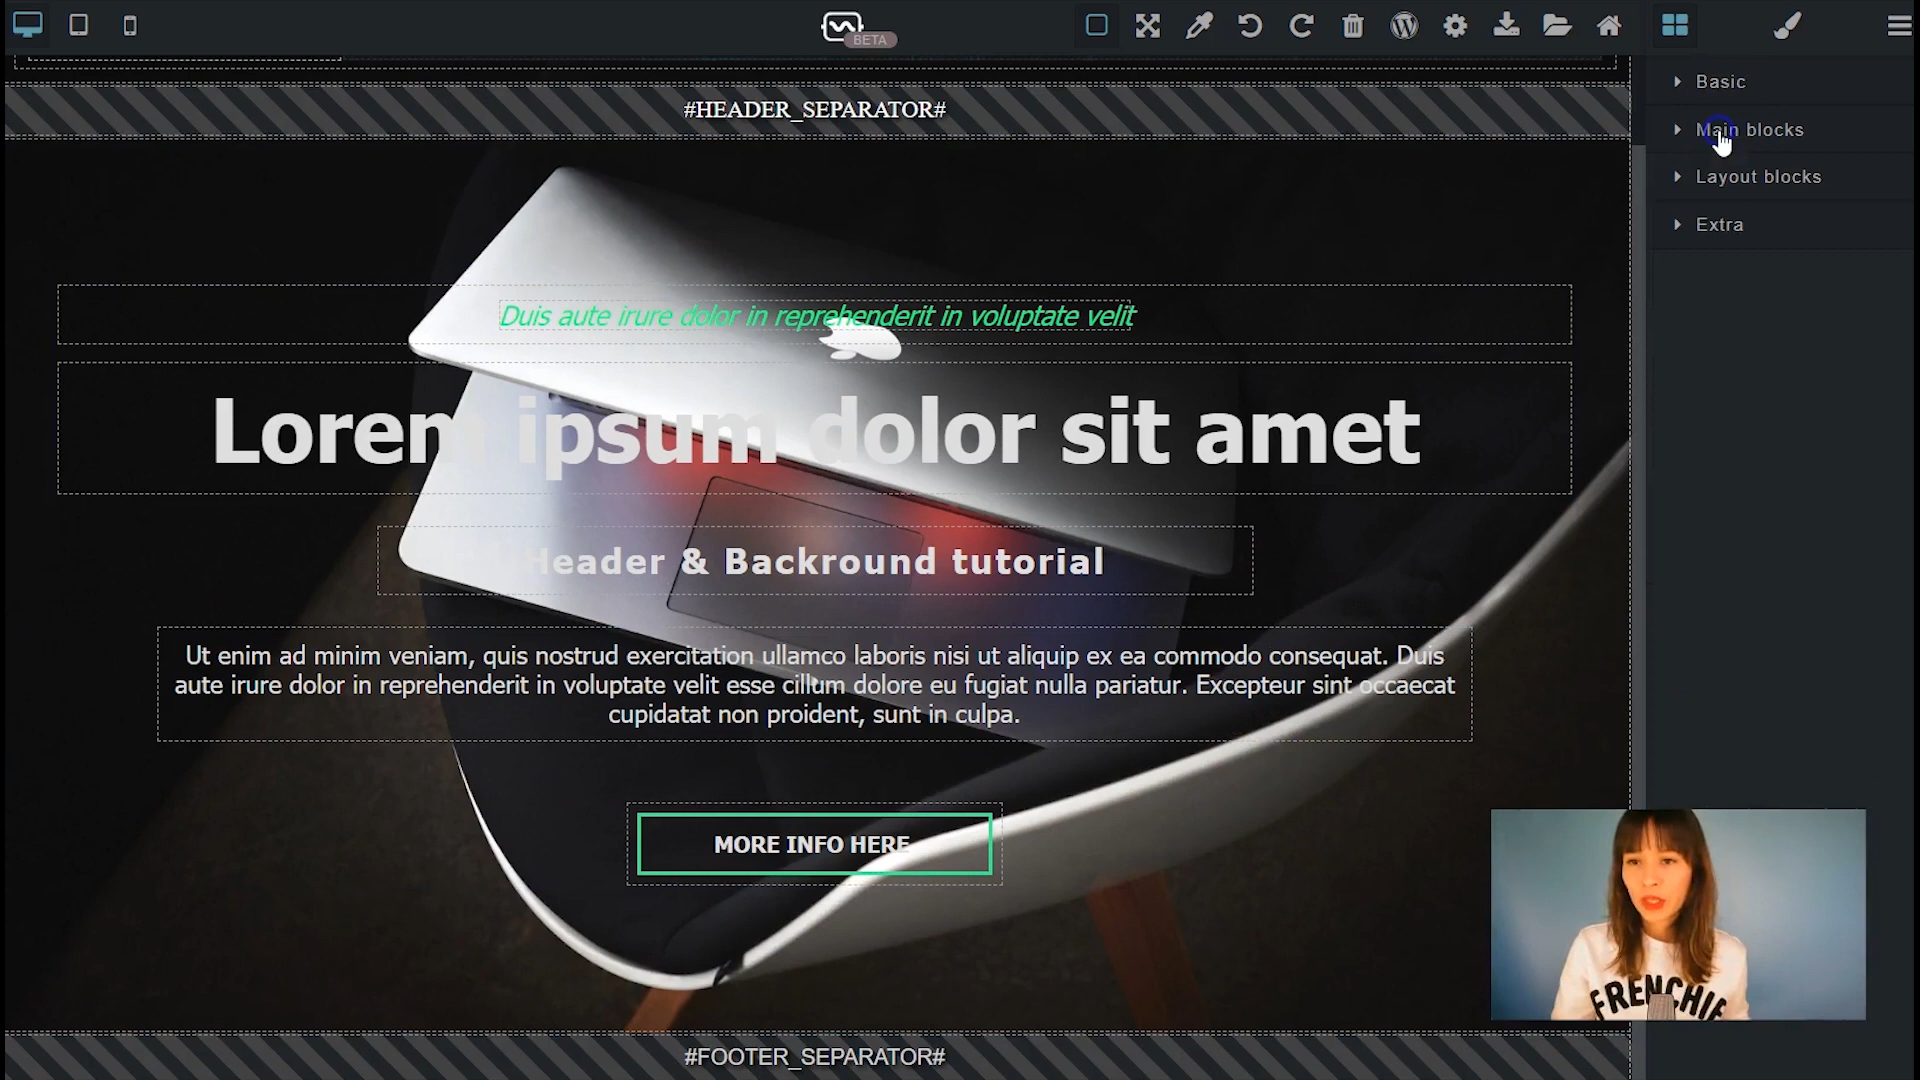 BETA
#HEADER_SEPARATOR#
Basic
Main blocks
Layout blocks
Extra
Duis aute irure dolor in reprehenderit in voluptate velit
Lorem ipsum dolor sit amet
Header & Backround tutorial
Ut enim ad minim veniam, quis nostrud exercitation ullamco laboris nisi ut aliquip ex ea commodo consequat. Duis
aute irure dolor in reprehenderit in voluptate velit esse cillum dolore eu fugiat nulla pariatur. Excepteur sint occaecat
cupidatat non proident, sunt in culpa.
MORE INFO HERE
FRENCHIE
#FOOTER_SEPARATOR#